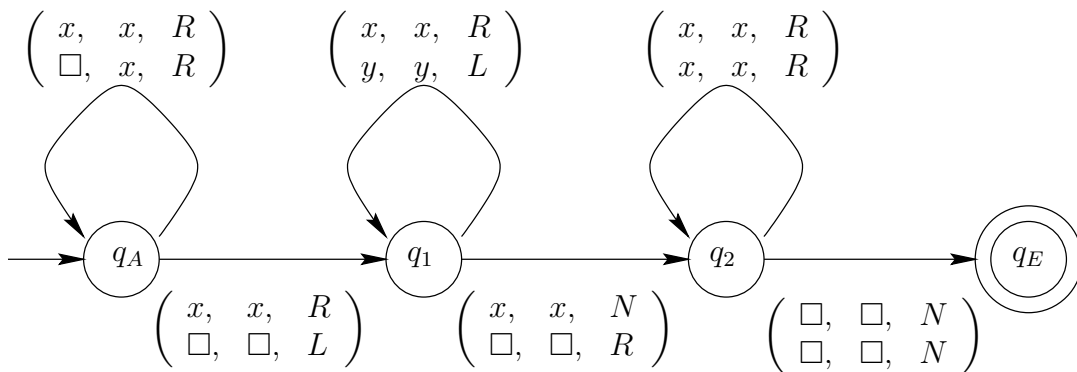 x, x, R
□, x, R
x, x, R
y, y, L
x, x, R
x, x, R
q_A
q_1
q_2
q_E
x, x, R
□, □, L
x, x, N
□, □, R
□, □, N
□, □, N